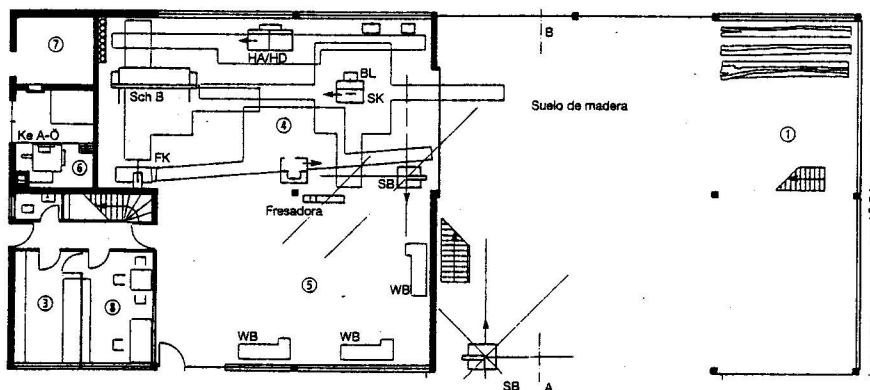 7
HA/HD
B
BL
Sch B
SK
Suelo de madera
1
4
Ke A-Ö
6
FK
SB
Fresadora
5
WB
3
8
WB
WB
SB
A